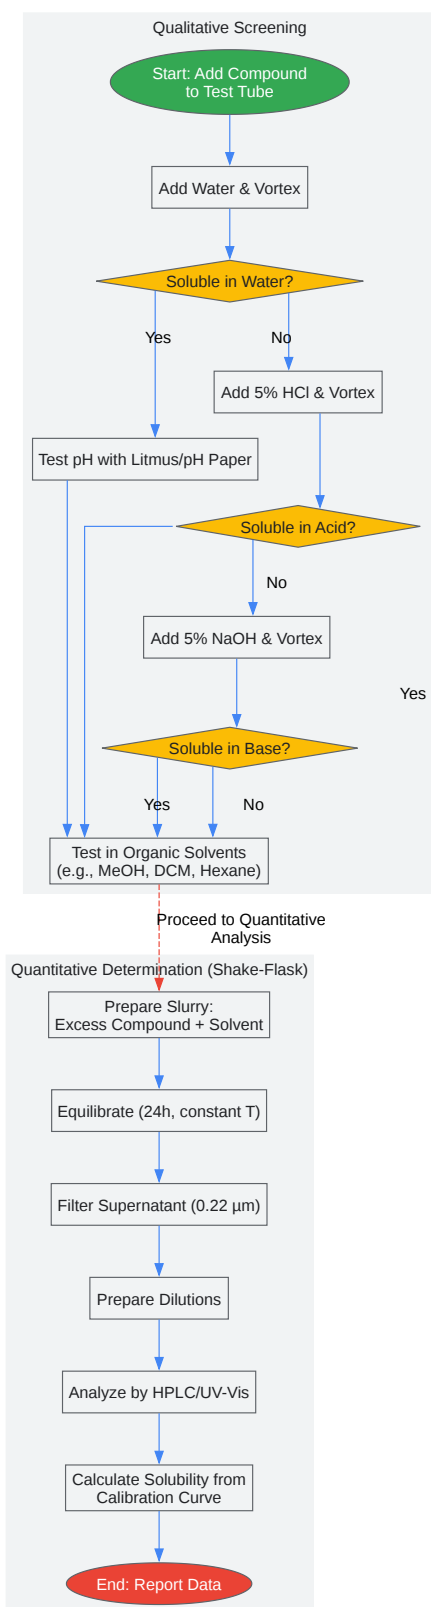 Qualitative Screening
Start: Add Compound
to Test Tube
Add Water & Vortex
Soluble in Water?
Yes
No
Add 5% HCl & Vortex
Test pH with Litmus/pH Paper
Soluble in Acid?
No
Add 5% NaOH & Vortex
Yes
Soluble in Base?
Yes
No
Test in Organic Solvents
(e.g., MeOH, DCM, Hexane)
Proceed to Quantitative
Analysis
Quantitative Determination (Shake-Flask)
Prepare Slurry:
Excess Compound + Solvent
Equilibrate (24h, constant T)
Filter Supernatant (0.22 µm)
Prepare Dilutions
Analyze by HPLC/UV-Vis
Calculate Solubility from
Calibration Curve
End: Report Data